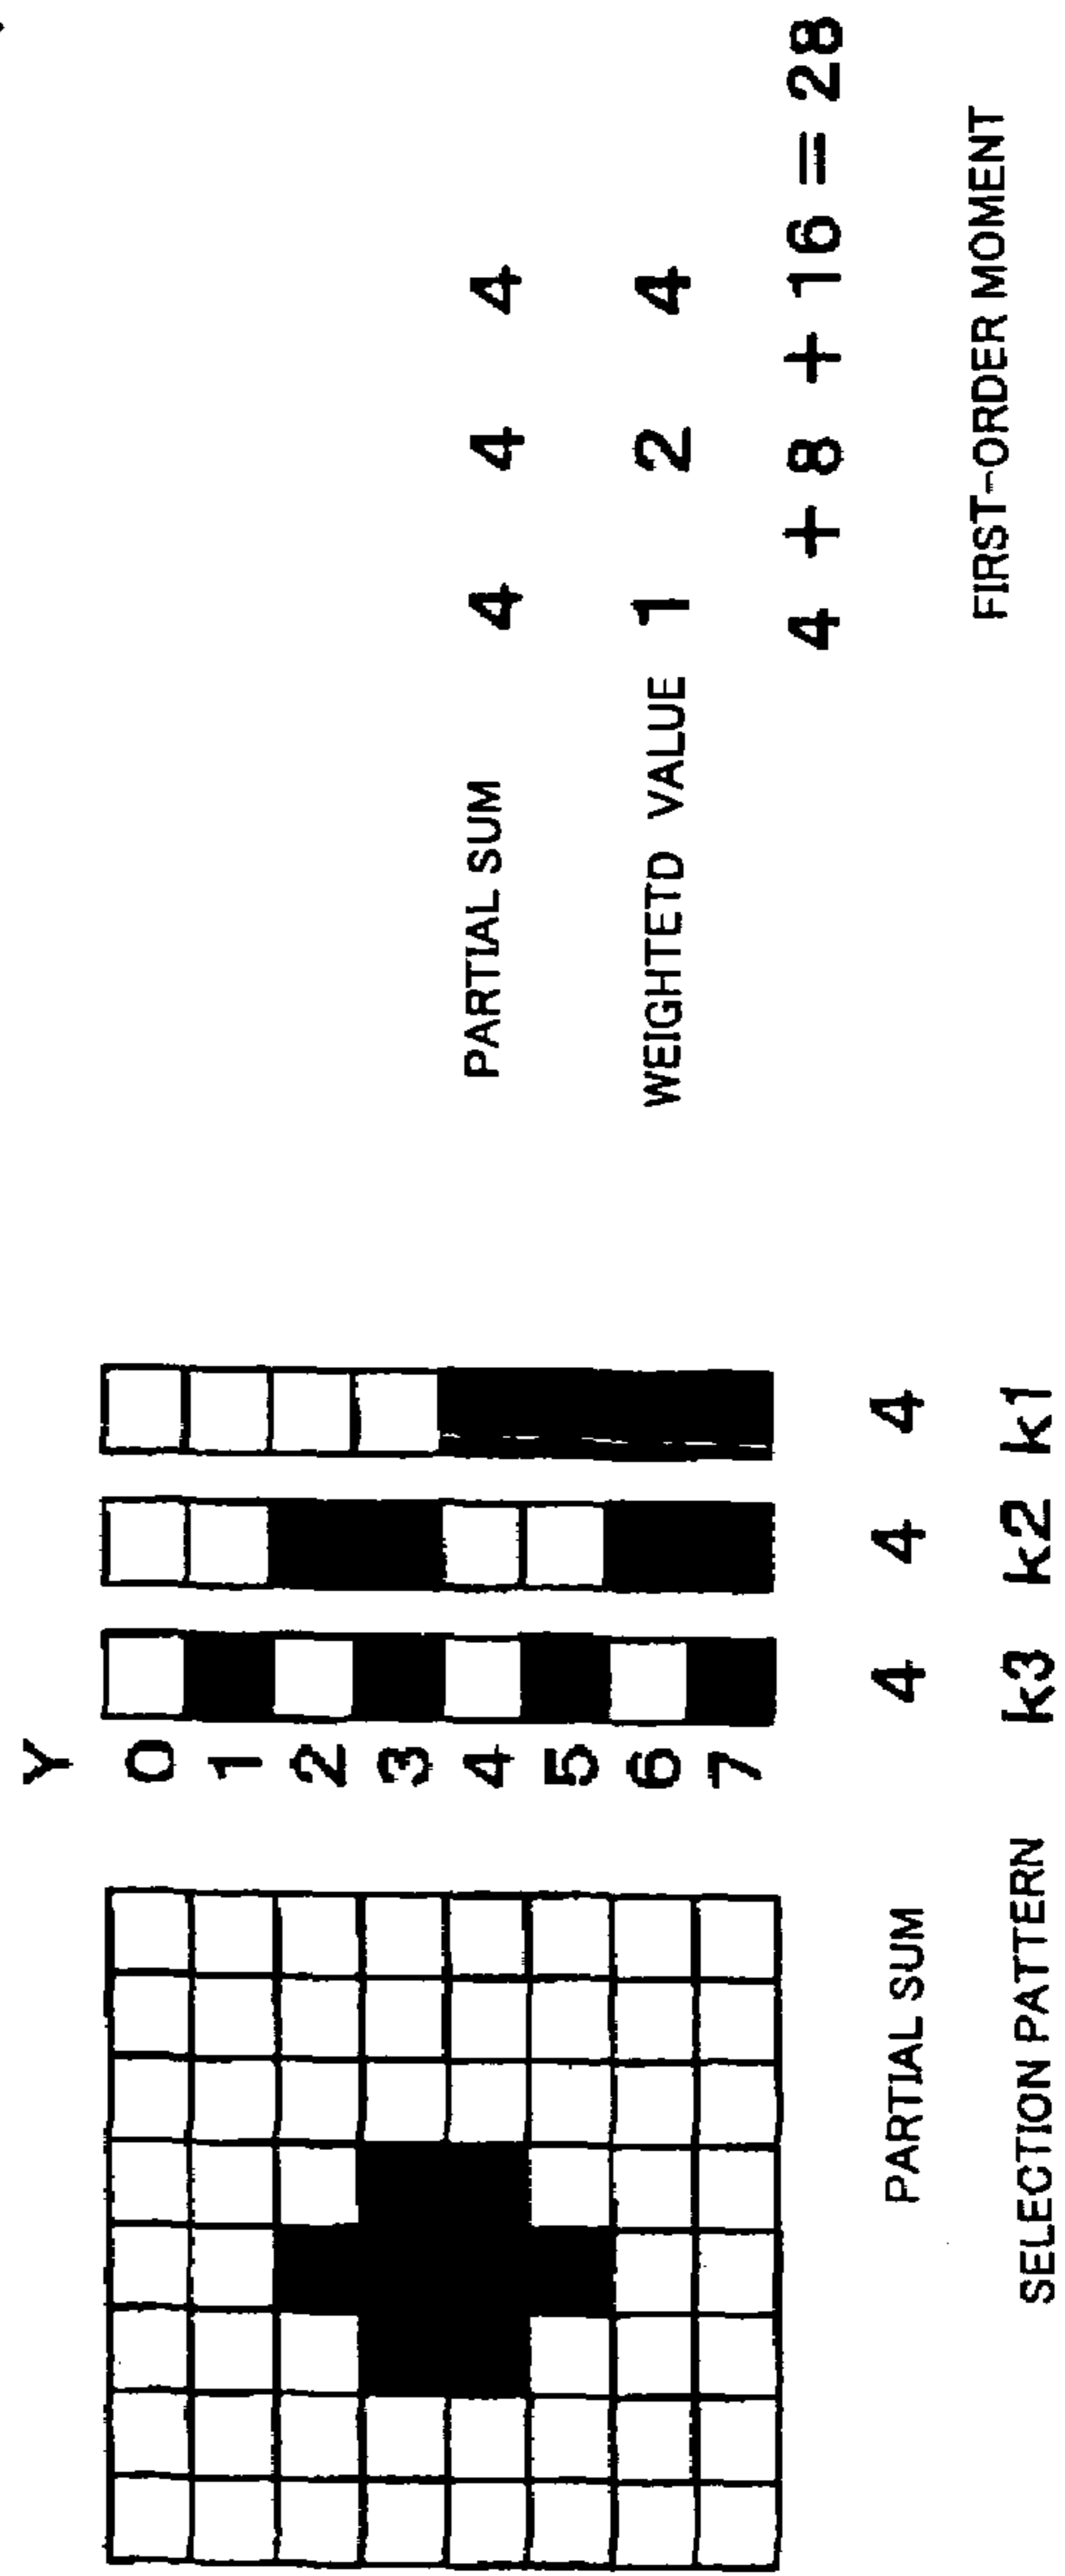 Y
0
1
2
3
4
5
6
7
PARTIAL SUM 4 4 4
SELECTION PATTERN k3 k2 k1
PARTIAL SUM 4 4 4
WEIGHTETD VALUE 1 2 4
4 + 8 + 16 = 28
FIRST-ORDER MOMENT